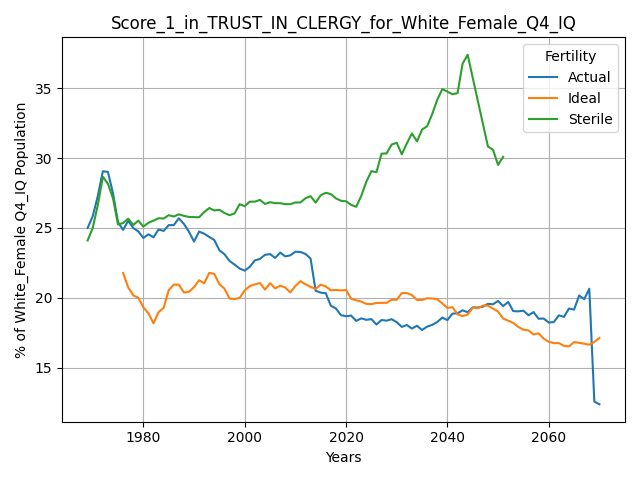 Score_1_in_TRUST_IN_CLERGY_for_White_Female_Q4_IQ
% of White_Female Q4_IQ Population
35
30
25
20
15
Fertility
Actual
Ideal
Sterile
1980 2000 2020 2040 2060
Years